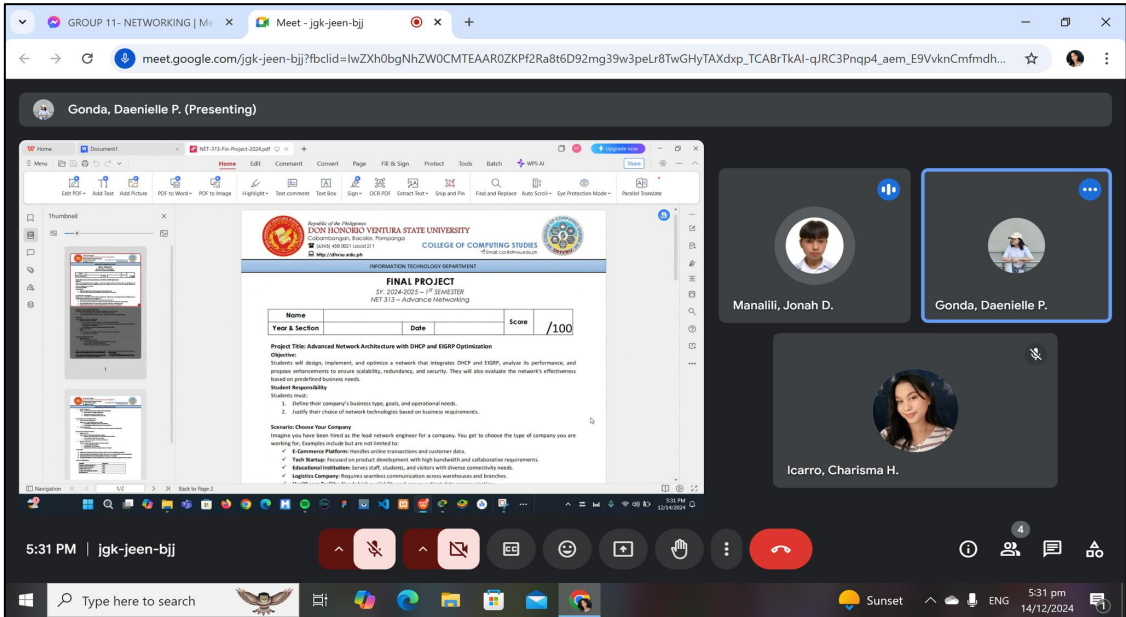 GROUP 11- NETWORKING | Me
Meet - jgk-jeen-bjj
meet.google.com/jgk-jeen-bjj?fbclid=IwZXh0bgNhZW0CMTEAAR0ZKPf2Ra8t6D92mg39w3peLr8TwGHyTAXdxp_TCABrTkAI-qJRC3Pnqp4_aem_E9VvknCmfmdh...
Gonda, Daenielle P. (Presenting)
Home Document1 NET-313-Fin-Project-2024.pdf Upgrade now
Menu Home Edit Comment Convert Page Fill & Sign Protect Tools Batch WPS AI Share
Edit PDF Add Text Add Picture PDF to Word PDF to Image Highlight Text comment Text Box Sign OCR PDF Extract Text Snip and Pin Find and Replace Auto Scroll Eye Protection Mode Parallel Translate
Thumbnail
Republic of the Philippines
DON HONORIO VENTURA STATE UNIVERSITY
Cabambangan, Bacolor, Pampanga
(6345) 458 0021 Local 211
COLLEGE OF COMPUTING STUDIES
http://dhvsu.edu.ph
INFORMATION TECHNOLOGY DEPARTMENT
FINAL PROJECT
SY. 2024-2025 – 1ST SEMESTER
NET 313 – Advance Networking
Name
Score /100
Year & Section Date
Project Title: Advanced Network Architecture with DHCP and EIGRP Optimization
Objective:
Students will design, implement, and optimize a network that integrates DHCP and EIGRP, analyze its performance, and
propose enhancements to ensure scalability, redundancy, and security. They will also evaluate the network's effectiveness
based on predefined business needs.
Student Responsibility
Students must:
1. Define their company's business type, goals, and operational needs.
2. Justify their choice of network technologies based on business requirements.
Scenario: Choose Your Company
Imagine you have been hired as the lead network engineer for a company. You get to choose the type of company you are
working for; Examples include but are not limited to:
✓ E-Commerce Platform: Handles online transactions and customer data.
✓ Tech Startup: Focused on product development with high bandwidth and collaborative requirements.
✓ Educational Institution: Serves staff, students, and visitors with diverse connectivity needs.
✓ Logistics Company: Requires seamless communication across warehouses and branches.
1
Navigation 1/2 Back to Page 2
5:31 PM
12/14/2024
Manalili, Jonah D.
Gonda, Daenielle P.
Icarro, Charisma H.
5:31 PM | jgk-jeen-bjj
CC
4
Type here to search
Sunset
ENG
5:31 pm
14/12/2024
1